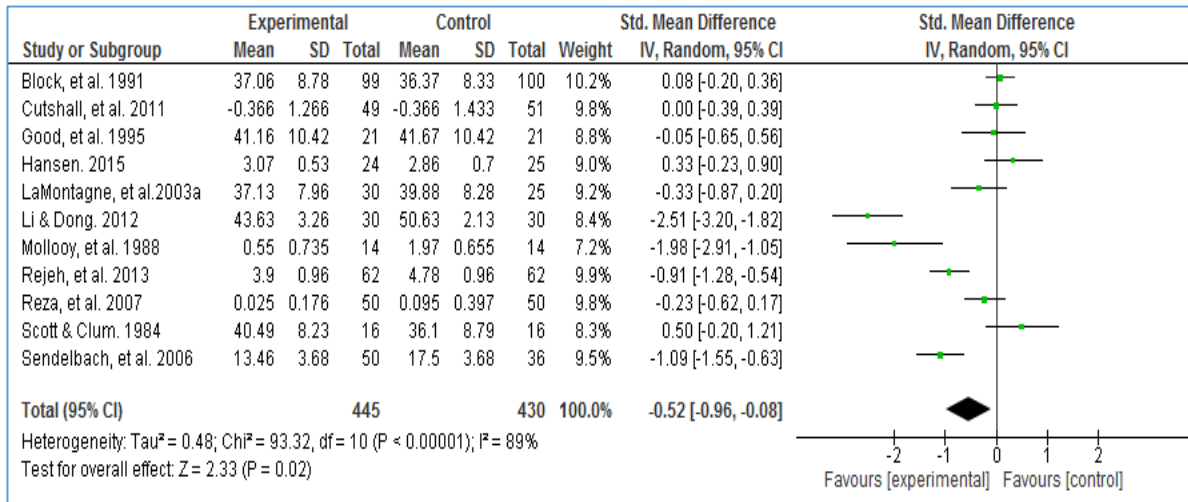 Experimental Control Std. Mean Difference Std. Mean Difference
Study or Subgroup Mean SD Total Mean SD Total Weight IV, Random, 95% CI IV, Random, 95% CI
Block, et al. 1991 37.06 8.78 99 36.37 8.33 100 10.2% 0.08 [-0.20, 0.36]
Cutshall, et al. 2011 -0.366 1.266 49 -0.366 1.433 51 9.8% 0.00 [-0.39, 0.39]
Good, et al. 1995 41.16 10.42 21 41.67 10.42 21 8.8% -0.05 [-0.65, 0.56]
Hansen. 2015 3.07 0.53 24 2.86 0.7 25 9.0% 0.33 [-0.23, 0.90]
LaMontagne, et al.2003a 37.13 7.96 30 39.88 8.28 25 9.2% -0.33 [-0.87, 0.20]
Li & Dong. 2012 43.63 3.26 30 50.63 2.13 30 8.4% -2.51 [-3.20, -1.82]
Mollooy, et al. 1988 0.55 0.735 14 1.97 0.655 14 7.2% -1.98 [-2.91, -1.05]
Rejeh, et al. 2013 3.9 0.96 62 4.78 0.96 62 9.9% -0.91 [-1.28, -0.54]
Reza, et al. 2007 0.025 0.176 50 0.095 0.397 50 9.8% -0.23 [-0.62, 0.17]
Scott & Clum. 1984 40.49 8.23 16 36.1 8.79 16 8.3% 0.50 [-0.20, 1.21]
Sendelbach, et al. 2006 13.46 3.68 50 17.5 3.68 36 9.5% -1.09 [-1.55, -0.63]
Total (95% CI) 445 430 100.0% -0.52 [-0.96, -0.08]
Heterogeneity: Tau² = 0.48; Chi² = 93.32, df = 10 (P < 0.00001); I² = 89%
Test for overall effect: Z = 2.33 (P = 0.02)
-2 -1 0 1 2
Favours [experimental] Favours [control]